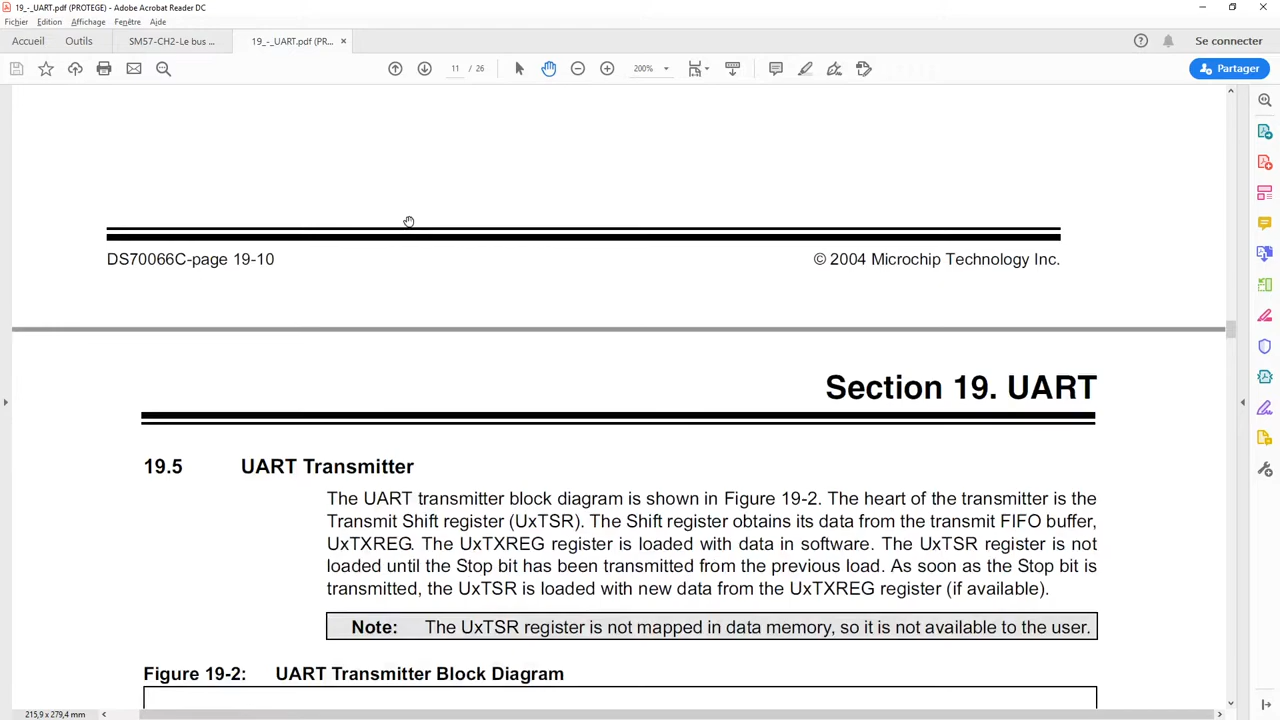 19_-_UART.pdf (PROTEGE) - Adobe Acrobat Reader DC
Fichier Edition Affichage Fenêtre Aide
Accueil Outils SM57-CH2-Le bus ... 19_-_UART.pdf (PR... × Se connecter
11 / 26 200% Partager
DS70066C-page 19-10 © 2004 Microchip Technology Inc.
Section 19. UART
19.5 UART Transmitter
The UART transmitter block diagram is shown in Figure 19-2. The heart of the transmitter is the
Transmit Shift register (UxTSR). The Shift register obtains its data from the transmit FIFO buffer,
UxTXREG. The UxTXREG register is loaded with data in software. The UxTSR register is not
loaded until the Stop bit has been transmitted from the previous load. As soon as the Stop bit is
transmitted, the UxTSR is loaded with new data from the UxTXREG register (if available).
Note: The UxTSR register is not mapped in data memory, so it is not available to the user.
Figure 19-2: UART Transmitter Block Diagram
215,9 x 279,4 mm